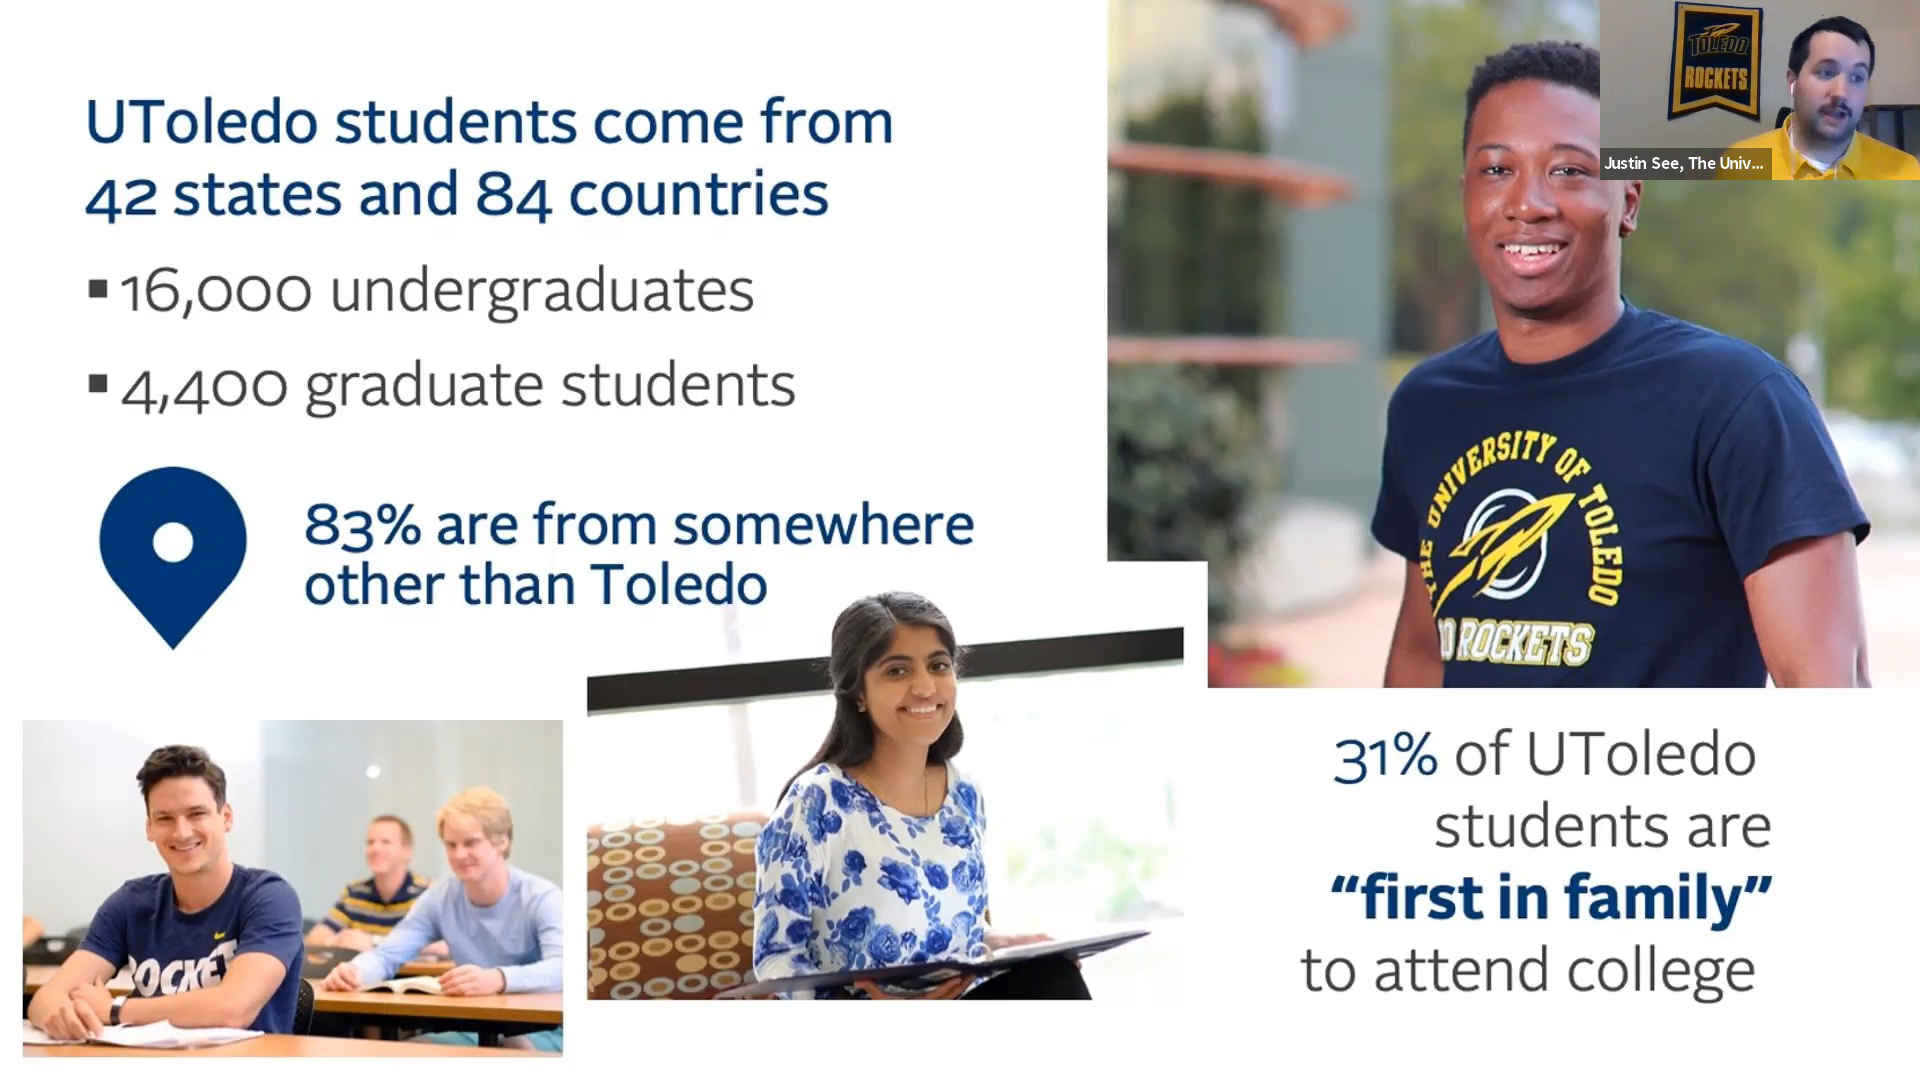 UToledo students come from
42 states and 84 countries
▪ 16,000 undergraduates
▪ 4,400 graduate students
83% are from somewhere
other than Toledo
31% of UToledo
students are
“first in family”
to attend college
TOLEDO
ROCKETS
Justin See, The Univ...
THE UNIVERSITY OF TOLEDO
O ROCKETS
OCKET